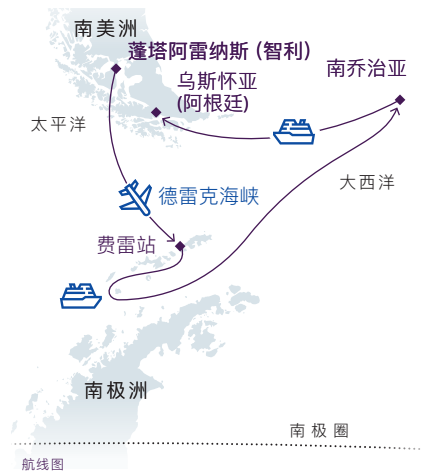 南美洲
蓬塔阿雷纳斯（智利）
乌斯怀亚
(阿根廷)
南乔治亚
太平洋
大西洋
德雷克海峡
费雷站
南极洲
南极圈
航线图